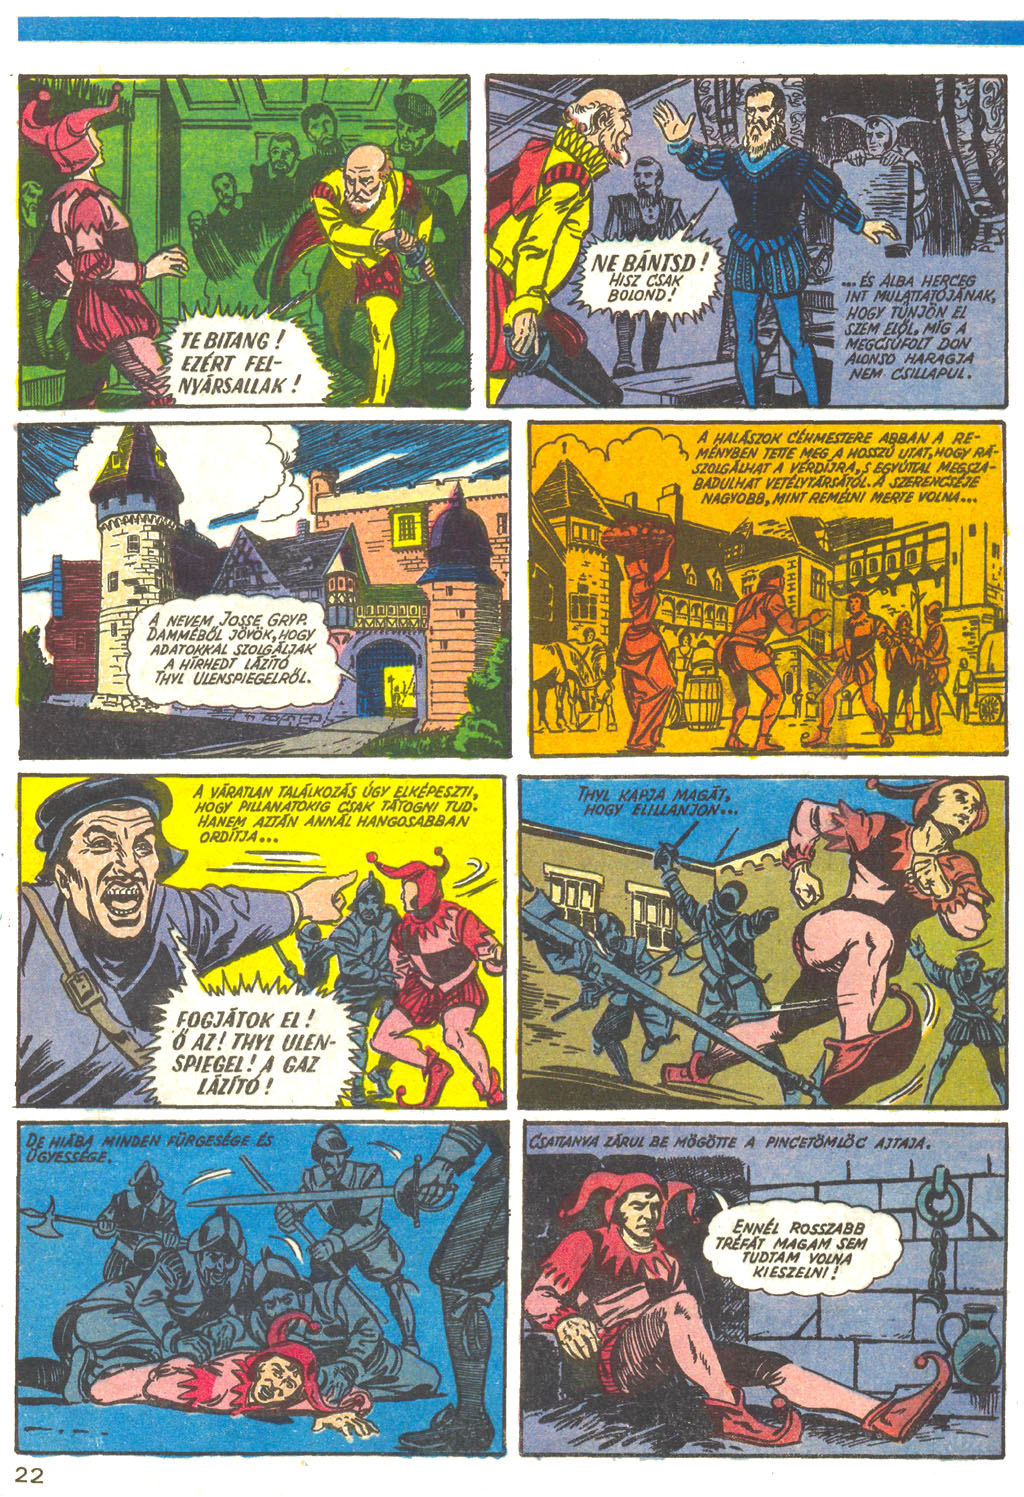 TE BITANG!
EZÉRT FEL-
NYÁRSALLAK!
NE BÁNTSD!
HISZ CSAK
BOLOND!
...ÉS ALBA HERCEG
INT MULATTATÓJÁNAK,
HOGY TŰNJÖN EL
SZEM ELŐL, MÍG A
MEGCSÚFOLT DON
ALONSO HARAGJA
NEM CSILLAPUL.
A NEVEM JOSSE GRYP.
DAMMÉBÓL JÖVÖK, HOGY
ADATOKKAL SZOLGÁLJAK
A HÍRHEDT LÁZÍTÓ
THYL ULENSPIEGELRŐL.
A HALÁSZOK CÉHMESTERE ABBAN A RE-
MÉNYBEN TETTE MEG A HOSSZÚ UTAT, HOGY RÁ-
SZOLGÁLHAT A VÉRDÍJRA, S EGYÚTTAL MEGSZA-
BADULHAT VETÉLYTÁRSÁTÓL. A SZERENCSÉJE
NAGYOBB, MINT REMÉLNI MERTE VOLNA...
A VÁRATLAN TALÁLKOZÁS ÚGY ELKÉPESZTI,
HOGY PILLANATOKIG CSAK TÁTOGNI TUD.
HANEM AZTÁN ANNÁL HANGOSABBAN
ORDÍTJA...
FOGJÁTOK EL!
Ő AZ! THYL ULEN-
SPIEGEL! A GAZ
LÁZÍTÓ!
THYL KAPJA MAGÁT,
HOGY ELILLANJON...
DE HIÁBA MINDEN FÜRGESÉGE ÉS
ÜGYESSÉGE.
CSATTANVA ZÁRUL BE MÖGÖTTE A PINCETÖMLÖC AJTAJA.
ENNÉL ROSSZABB
TRÉFÁT MAGAM SEM
TUDTAM VOLNA
KIESZELNI!
22